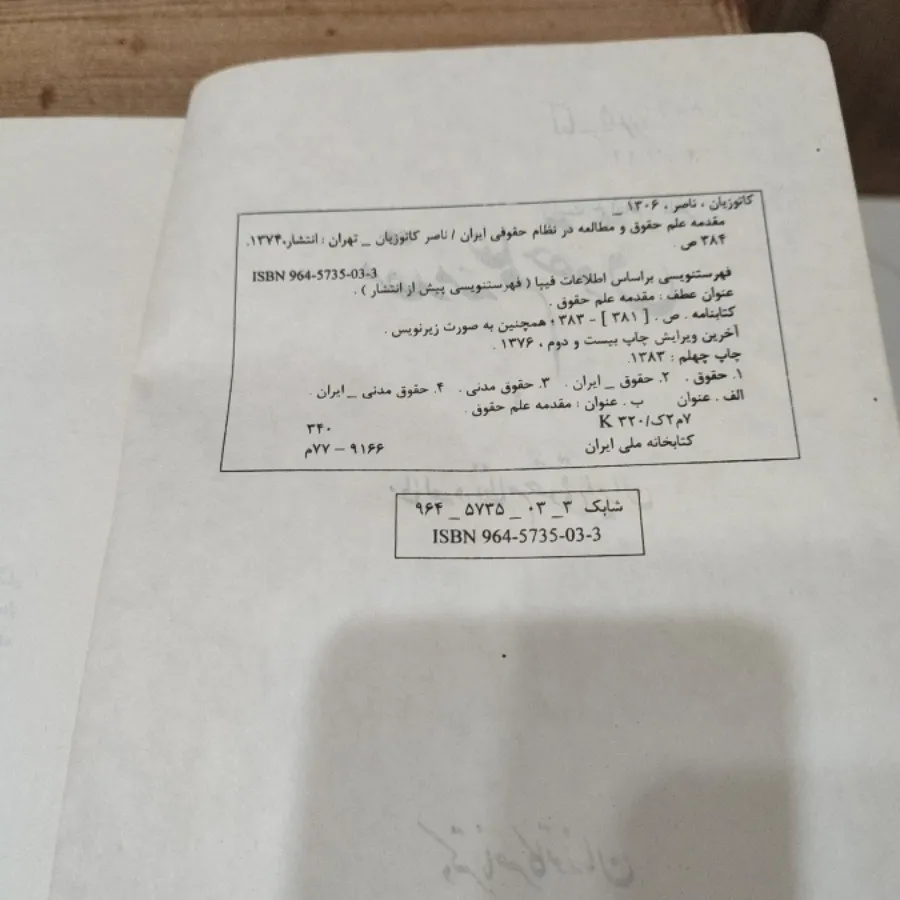 کاتوزیان ، ناصر ، ۱۳۰۶ _
مقدمه علم حقوق و مطالعه در نظام حقوقی ایران / ناصر کاتوزیان _ تهران : انتشار،۱۳۷۴.
۳۸۴ ص .
ISBN 964-5735-03-3
فهرستنویسی براساس اطلاعات فیپا ( فهرستنویسی پیش از انتشار ) .
عنوان عطف : مقدمه علم حقوق .
کتابنامه . ص . [ ۳۸۱ ] - ۳۸۳ ؛ همچنین به صورت زیرنویس .
آخرین ویرایش چاپ بیست و دوم ، ۱۳۷۶ .
چاپ چهلم : ۱۳۸۳.
۱. حقوق . ۲. حقوق _ ایران . ۳. حقوق مدنی . ۴. حقوق مدنی _ ایران .
الف . عنوان ب . عنوان : مقدمه علم حقوق .
۷م۲ک/۳۲۰ K ۳۴۰
کتابخانه ملی ایران ۹۱۶۶ – ۷۷م
شابک ۳_ ۰۳ _ ۵۷۳۵ _ ۹۶۴
ISBN 964-5735-03-3